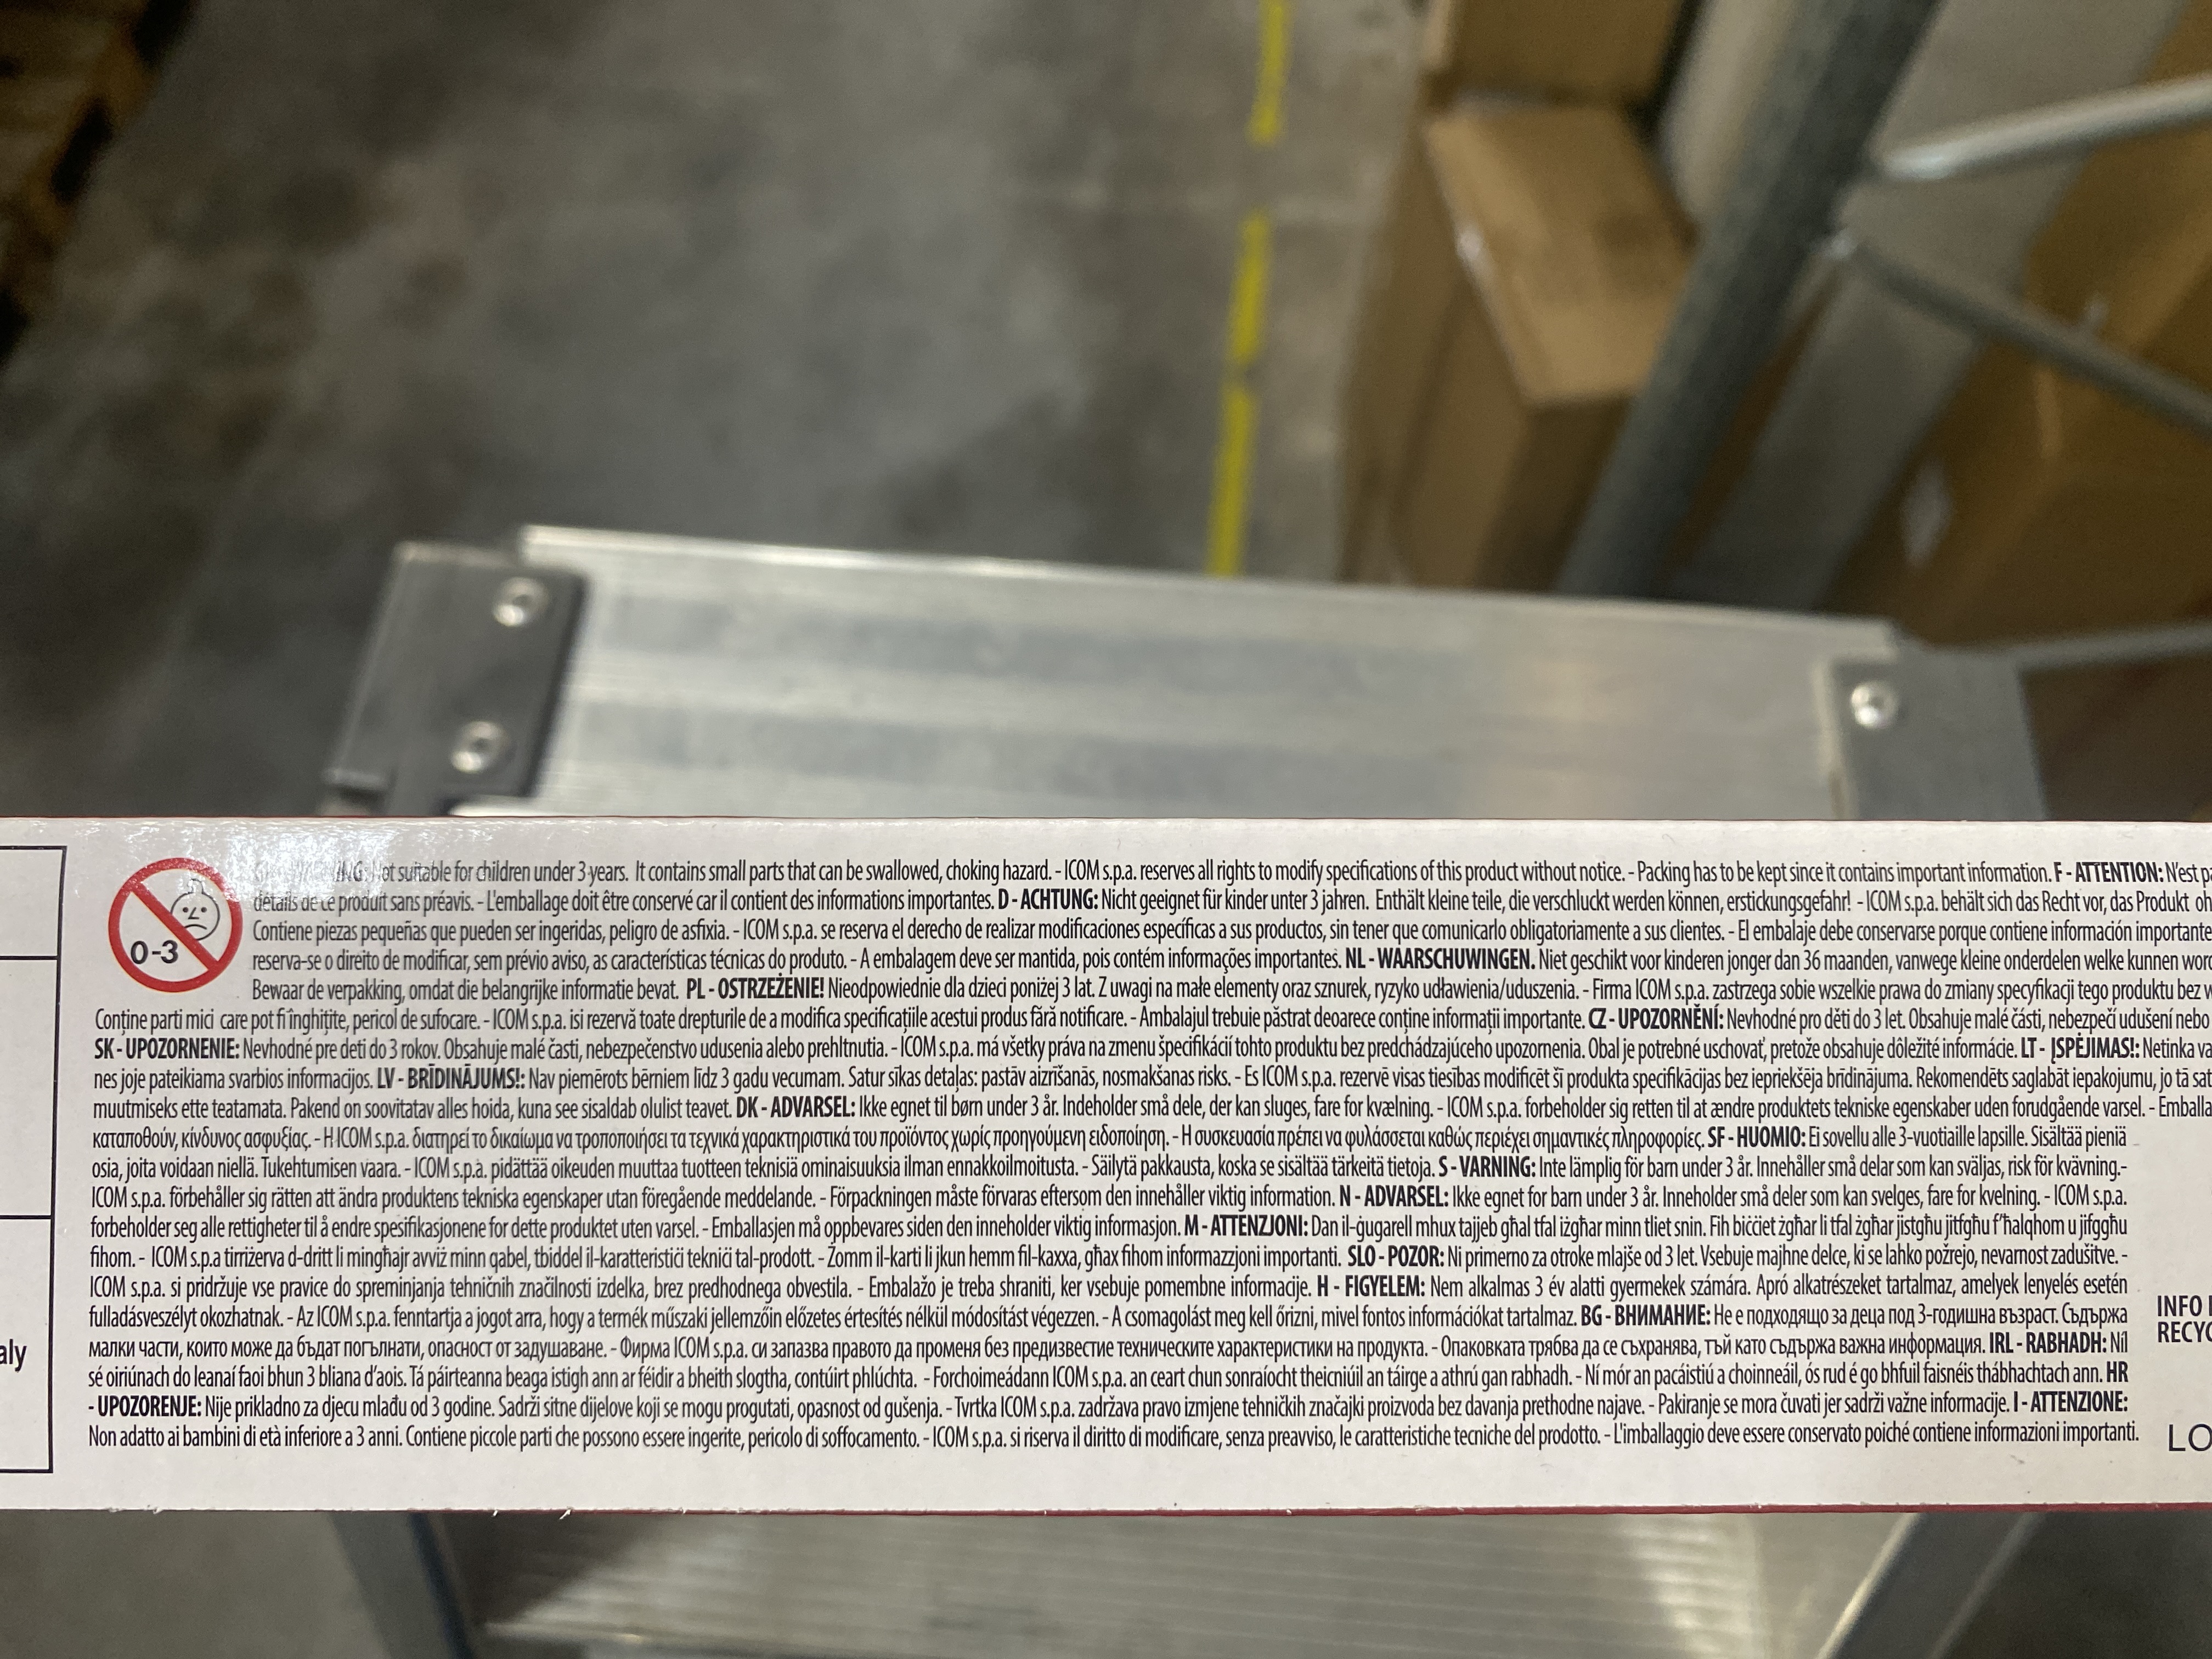 0-3
Not suitable for children under 3 years. It contains small parts that can be swallowed, choking hazard. - ICOM s.p.a. reserves all rights to modify specifications of this product without notice. - Packing has to be kept since it contains important information. F - ATTENTION: N'est
détails de ce produit sans préavis. - L'emballage doit être conservé car il contient des informations importantes. D - ACHTUNG: Nicht geeignet für kinder unter 3 jahren. Enthält kleine teile, die verschluckt werden können, erstickungsgefahr! - ICOM s.p.a. behält sich das Recht vor, das Produkt
Contiene piezas pequeñas que pueden ser ingeridas, peligro de asfixia. - ICOM s.p.a. se reserva el derecho de realizar modificaciones específicas a sus productos, sin tener que comunicarlo obligatoriamente a sus clientes. - El embalaje debe conservarse porque contiene información importante
reserva-se o direito de modificar, sem prévio aviso, as características técnicas do produto. - A embalagem deve ser mantida, pois contém informações importantes. NL - WAARSCHUWINGEN. Niet geschikt voor kinderen jonger dan 36 maanden, vanwege kleine onderdelen welke kunnen
Bewaar de verpakking, omdat die belangrijke informatie bevat. PL - OSTRZEŻENIE! Nieodpowiednie dla dzieci poniżej 3 lat. Z uwagi na małe elementy oraz sznurek, ryzyko udławienia/uduszenia. - Firma ICOM s.p.a. zastrzega sobie wszelkie prawa do zmiany specyfikacji tego produktu bez
Conține parti mici care pot fi înghițite, pericol de sufocare. - ICOM s.p.a. isi rezervă toate drepturile de a modifica specificațiile acestui produs fără notificare. - Ambalajul trebuie păstrat deoarece conține informații importante. CZ - UPOZORNĚNÍ: Nevhodné pro děti do 3 let. Obsahuje malé části, nebezpečí udušení nebo
SK - UPOZORNENIE: Nevhodné pre deti do 3 rokov. Obsahuje malé časti, nebezpečenstvo udusenia alebo prehltnutia. - ICOM s.p.a. má všetky práva na zmenu špecifikácií tohto produktu bez predchádzajúceho upozornenia. Obal je potrebné uschovať, pretože obsahuje dôležité informácie. LT - ĮSPĖJIMAS!: Netinka
nes joje pateikiama svarbios informacijos. LV - BRĪDINĀJUMS!: Nav piemērots bērniem līdz 3 gadu vecumam. Satur sīkas detaļas: pastāv aizrīšanās, nosmakšanas risks. - Es ICOM s.p.a. rezervē visas tiesības modificēt šī produkta specifikācijas bez iepriekšēja brīdinājuma. Rekomendēts saglabāt iepakojumu, jo tā
muutmiseks ette teatamata. Pakend on soovitatav alles hoida, kuna see sisaldab olulist teavet. DK - ADVARSEL: Ikke egnet til børn under 3 år. Indeholder små dele, der kan sluges, fare for kvælning. - ICOM s.p.a. forbeholder sig retten til at ændre produktets tekniske egenskaber uden forudgående varsel. -
καταποθούν, κίνδυνος ασφυξίας. - Η ICOM s.p.a. διατηρεί το δικαίωμα να τροποποιήσει τα τεχνικά χαρακτηριστικά του προϊόντος χωρίς προηγούμενη ειδοποίηση. - Η συσκευασία πρέπει να φυλάσσεται καθώς περιέχει σημαντικές πληροφορίες. SF - HUOMIO: Ei sovellu alle 3-vuotiaille lapsille. Sisältää pieniä
osia, joita voidaan niellä. Tukehtumisen vaara. - ICOM s.p.a. pidättää oikeuden muuttaa tuotteen teknisiä ominaisuuksia ilman ennakkoilmoitusta. - Säilytä pakkausta, koska se sisältää tärkeitä tietoja. S - VARNING: Inte lämplig för barn under 3 år. Innehåller små delar som kan sväljas, risk för kvävning.-
ICOM s.p.a. förbehåller sig rätten att ändra produktens tekniska egenskaper utan föregående meddelande. - Förpackningen måste förvaras eftersom den innehåller viktig information. N - ADVARSEL: Ikke egnet for barn under 3 år. Inneholder små deler som kan svelges, fare for kvelning. - ICOM s.p.a.
forbeholder seg alle rettigheter til å endre spesifikasjonene for dette produktet uten varsel. - Emballasjen må oppbevares siden den inneholder viktig informasjon. M - ATTENZJONI: Dan il-ġugarell mhux tajjeb għal tfal iżgħar minn tliet snin. Fih biċċiet żgħar li tfal żgħar jistgħu jitfgħu f'ħalqhom u jifggħu
fihom. - ICOM s.p.a tirriżerva d-dritt li mingħajr avviż minn qabel, tbiddel il-karatteristiċi tekniċi tal-prodott. - Żomm il-karti li jkun hemm fil-kaxxa, għax fihom informazzjoni importanti. SLO - POZOR: Ni primerno za otroke mlajše od 3 let. Vsebuje majhne delce, ki se lahko požrejo, nevarnost zadušitve. -
ICOM s.p.a. si pridržuje vse pravice do spreminjanja tehničnih značilnosti izdelka, brez predhodnega obvestila. - Embalažo je treba shraniti, ker vsebuje pomembne informacije. H - FIGYELEM: Nem alkalmas 3 év alatti gyermekek számára. Apró alkatrészeket tartalmaz, amelyek lenyelés esetén
fulladásveszélyt okozhatnak. - Az ICOM s.p.a. fenntartja a jogot arra, hogy a termék műszaki jellemzőin előzetes értesítés nélkül módosítást végezzen. - A csomagolást meg kell őrizni, mivel fontos információkat tartalmaz. BG - ВНИМАНИЕ: Не е подходящо за деца под 3-годишна възраст. Съдържа
малки части, които може да бъдат погълнати, опасност от задушаване. - Фирма ICOM s.p.a. си запазва правото да променя без предизвестие техническите характеристики на продукта. - Опаковката трябва да се съхранява, тъй като съдържа важна информация. IRL - RABHADH: Níl
sé oiriúnach do leanaí faoi bhun 3 bliana d'aois. Tá páirteanna beaga istigh ann ar féidir a bheith slogtha, contúirt phlúchta. - Forchoimeádann ICOM s.p.a. an ceart chun sonraíocht theicniúil an táirge a athrú gan rabhadh. - Ní mór an pacáistiú a choinneáil, ós rud é go bhfuil faisnéis thábhachtach ann. HR
- UPOZORENJE: Nije prikladno za djecu mlađu od 3 godine. Sadrži sitne dijelove koji se mogu progutati, opasnost od gušenja. - Tvrtka ICOM s.p.a. zadržava pravo izmjene tehničkih značajki proizvoda bez davanja prethodne najave. - Pakiranje se mora čuvati jer sadrži važne informacije. I - ATTENZIONE:
Non adatto ai bambini di età inferiore a 3 anni. Contiene piccole parti che possono essere ingerite, pericolo di soffocamento. - ICOM s.p.a. si riserva il diritto di modificare, senza preavviso, le caratteristiche tecniche del prodotto. - L'imballaggio deve essere conservato poiché contiene informazioni importanti.
INFO